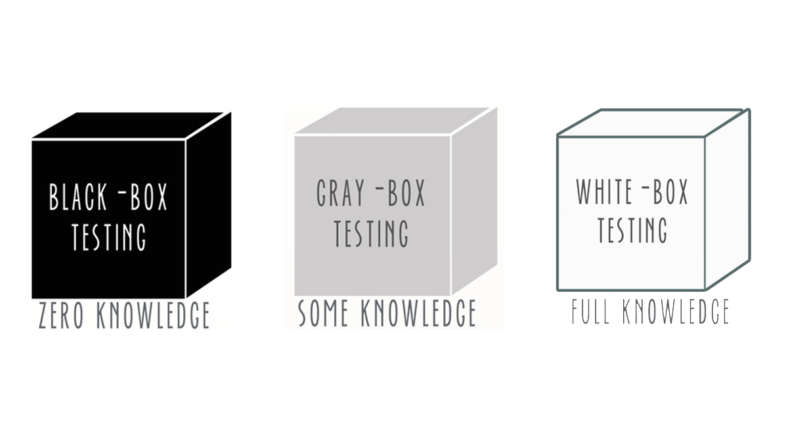 BLACK -BOX
TESTING
ZERO KNOWLEDGE
GRAY -BOX
TESTING
SOME KNOWLEDGE
WHITE -BOX
TESTING
FULL KNOWLEDGE